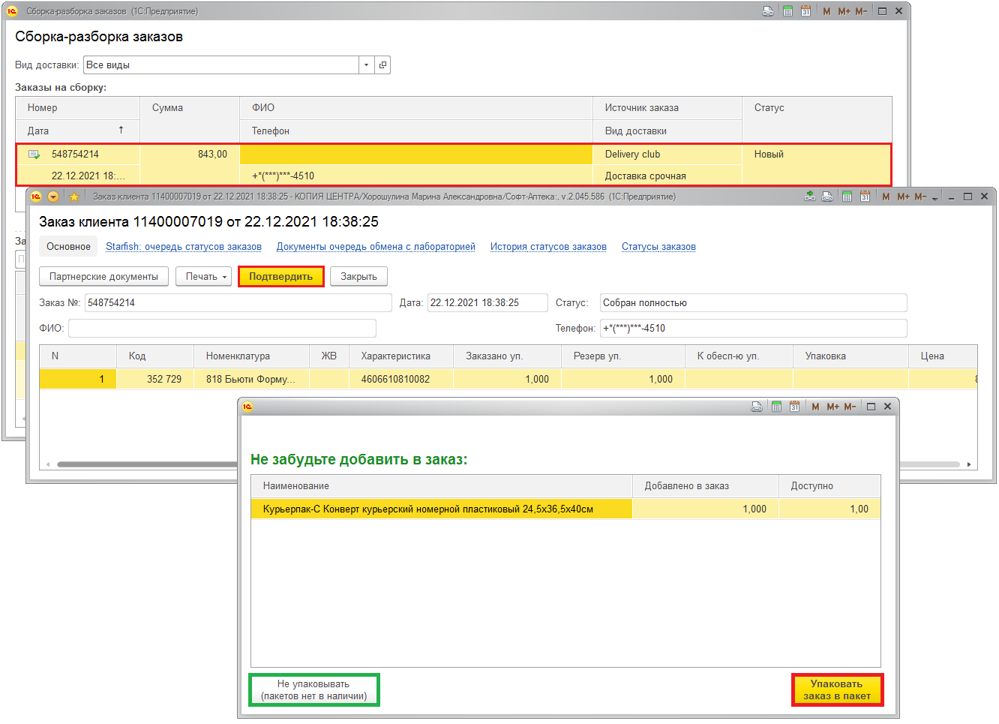 Сборка-разборка заказов (1С:Предприятие)
M M+ M-
Сборка-разборка заказов
Вид доставки: Все виды
Заказы на сборку:
Номер Сумма ФИО Источник заказа Статус
Дата ↑ Телефон Вид доставки
548754214 843,00 Delivery club Новый
22.12.2021 18:... +*(***)***-4510 Доставка срочная
Заказ клиента 11400007019 от 22.12.2021 18:38:25 - КОПИЯ ЦЕНТРА/Хорошулина Марина Александровна/Софт-Аптека:, v.2.045.586 (1С:Предприятие)
M M+ M-
Заказ клиента 11400007019 от 22.12.2021 18:38:25
За
Основное Starfish: очередь статусов заказов Документы очередь обмена с лабораторией История статусов заказов Статусы заказов
Партнерские документы Печать Подтвердить Закрыть
Заказ №: 548754214 Дата: 22.12.2021 18:38:25 Статус: Собран полностью
ФИО: Телефон: +*(***)***-4510
N Код Номенклатура ЖВ Характеристика Заказано уп. Резерв уп. К обесп-ю уп. Упаковка Цена
1 352 729 818 Бьюти Форму... 4606610810082 1,000 1,000
M M+ M-
Не забудьте добавить в заказ:
Наименование Добавлено в заказ Доступно
Курьерпак-С Конверт курьерский номерной пластиковый 24,5х36,5х40см 1,000 1,00
Не упаковывать
(пакетов нет в наличии)
Упаковать
заказ в пакет